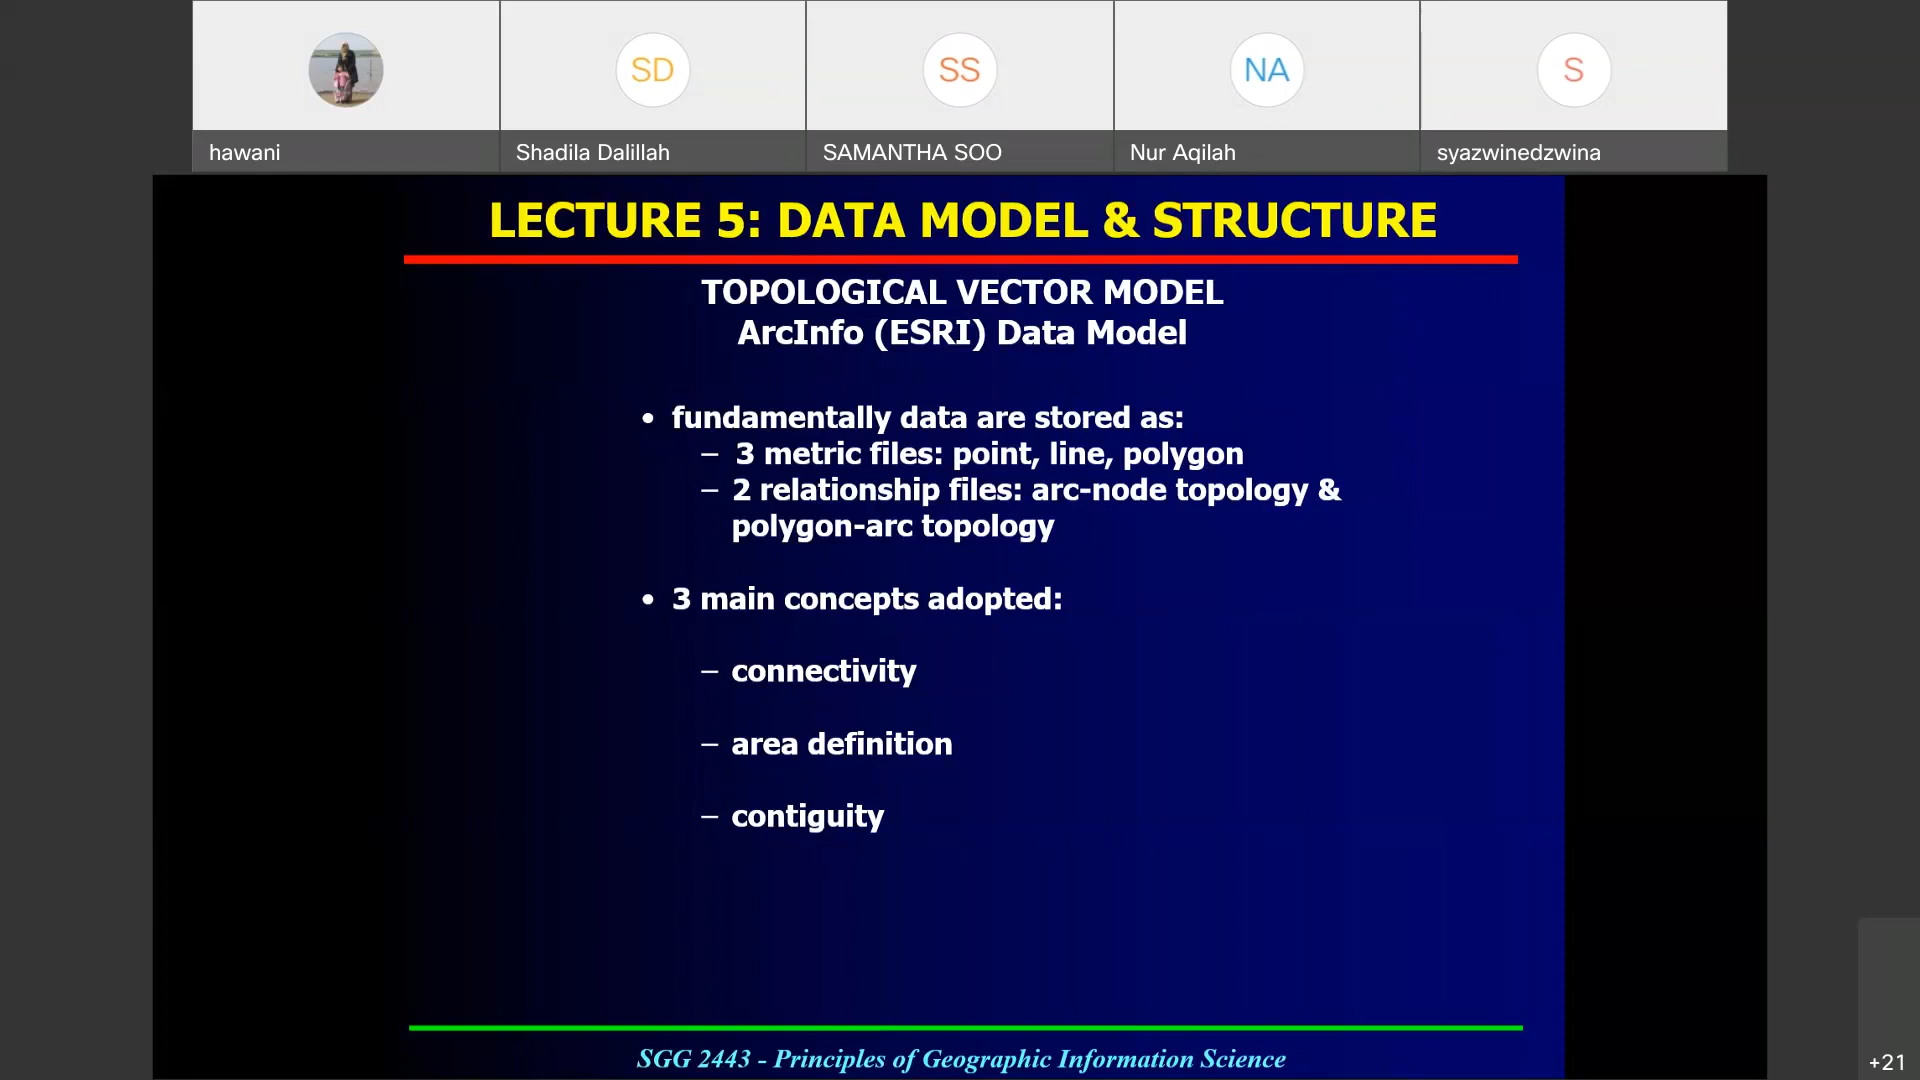 SD
SS
NA
S
hawani
Shadila Dalillah
SAMANTHA SOO
Nur Aqilah
syazwinedzwina
LECTURE 5: DATA MODEL & STRUCTURE
TOPOLOGICAL VECTOR MODEL
ArcInfo (ESRI) Data Model
• fundamentally data are stored as:
– 3 metric files: point, line, polygon
– 2 relationship files: arc-node topology &
polygon-arc topology
• 3 main concepts adopted:
– connectivity
– area definition
– contiguity
SGG 2443 - Principles of Geographic Information Science
+21